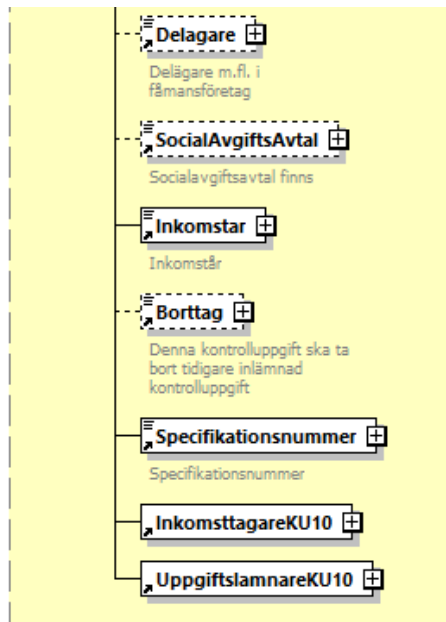 Delagare
Delägare m.fl. i
fåmansföretag
SocialAvgiftsAvtal
Socialavgiftsavtal finns
Inkomstar
Inkomstår
Borttag
Denna kontrolluppgift ska ta
bort tidigare inlämnad
kontrolluppgift
Specifikationsnummer
Specifikationsnummer
InkomsttagareKU10
UppgiftslamnareKU10